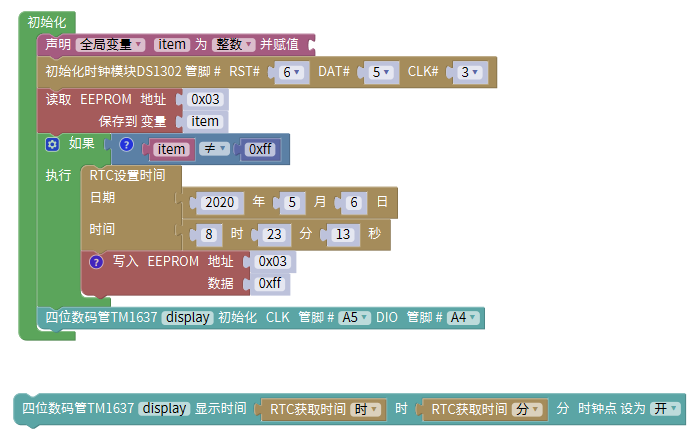 初始化
声明 全局变量 item 为 整数 并赋值
初始化时钟模块DS1302 管脚 # RST# 6 DAT# 5 CLK# 3
读取 EEPROM 地址 0x03
保存到 变量 item
如果 ? item ≠ 0xff
执行 RTC设置时间
日期 2020 年 5 月 6 日
时间 8 时 23 分 13 秒
? 写入 EEPROM 地址 0x03
数据 0xff
四位数码管TM1637 display 初始化 CLK 管脚 # A5 DIO 管脚 # A4
四位数码管TM1637 display 显示时间 RTC获取时间 时 时 RTC获取时间 分 分 时钟点 设为 开